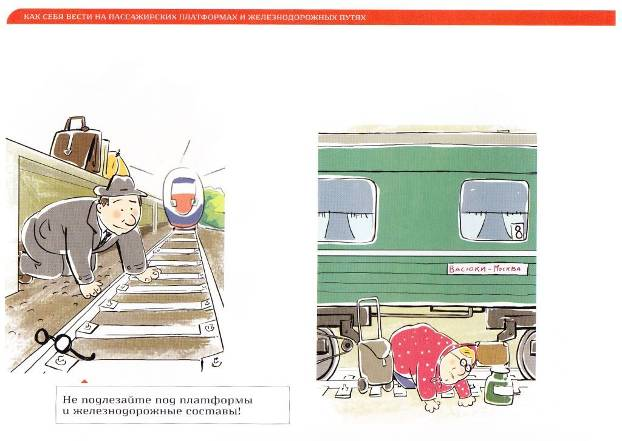 КАК СЕБЯ ВЕСТИ НА ПАССАЖИРСКИХ ПЛАТФОРМАХ И ЖЕЛЕЗНОДОРОЖНЫХ ПУТЯХ
8
ВАСЮКИ-МОСКВА
Не подлезайте под платформы
и железнодорожные составы!